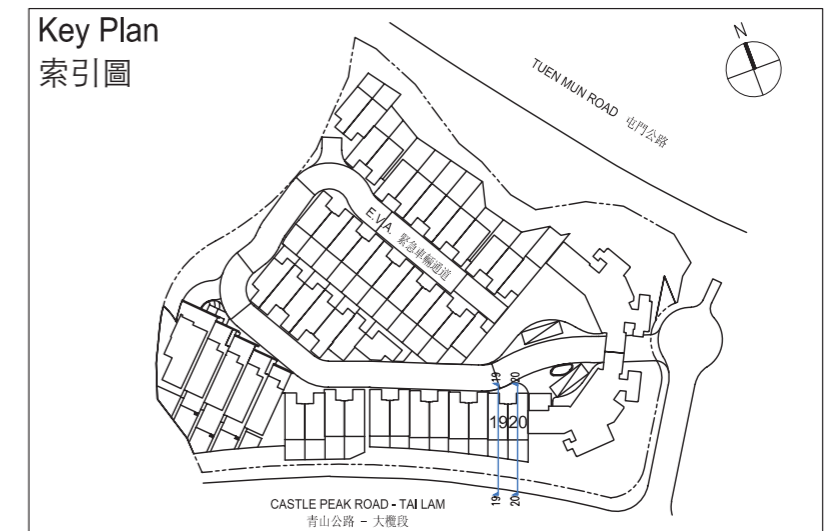 Key Plan
索引圖
N
TUEN MUN ROAD 屯門公路
E.V.A. 緊急車輛通道
19 20
1920
19 20
CASTLE PEAK ROAD - TAI LAM
青山公路 - 大欖段